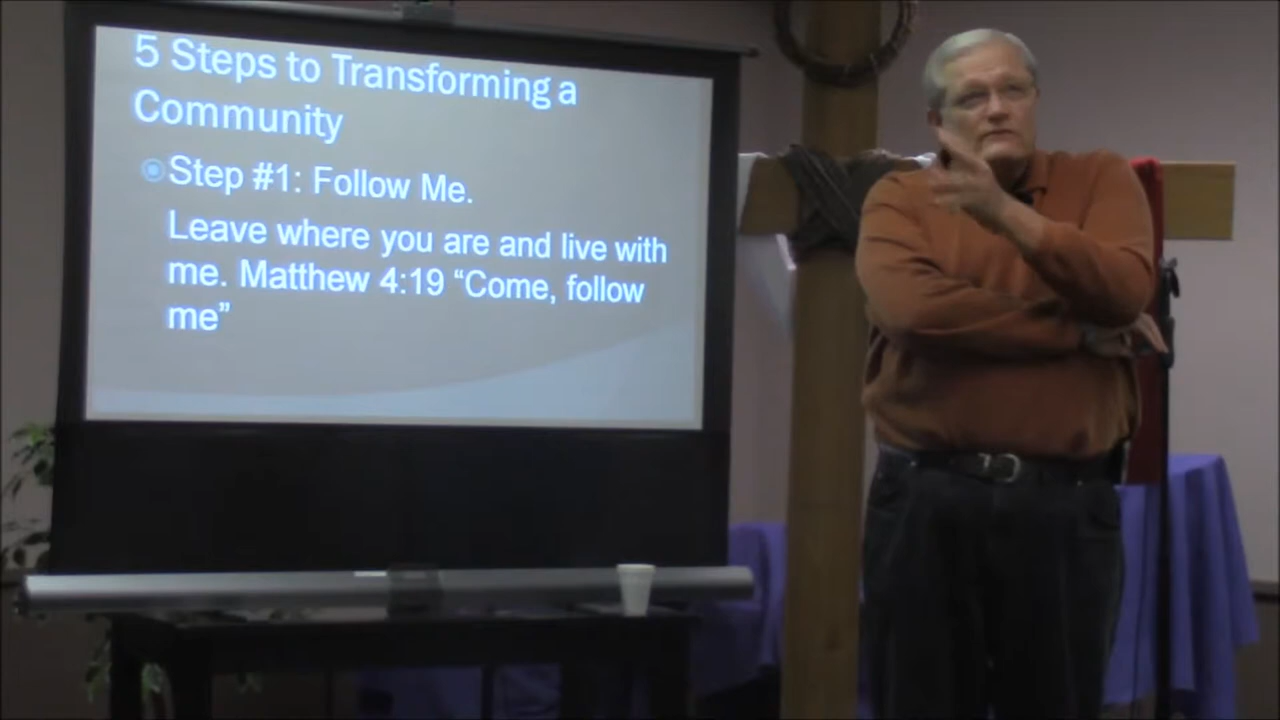 5 Steps to Transforming a
Community
Step #1: Follow Me.
Leave where you are and live with
me. Matthew 4:19 “Come, follow
me”